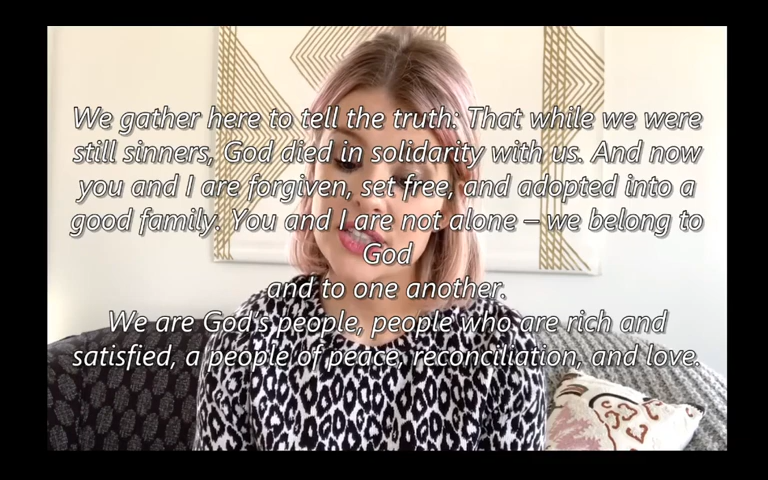 We gather here to tell the truth: That while we were
still sinners, God died in solidarity with us. And now
you and I are forgiven, set free, and adopted into a
good family. You and I are not alone – we belong to
God
and to one another.
We are God's people, people who are rich and
satisfied, a people of peace, reconciliation, and love.